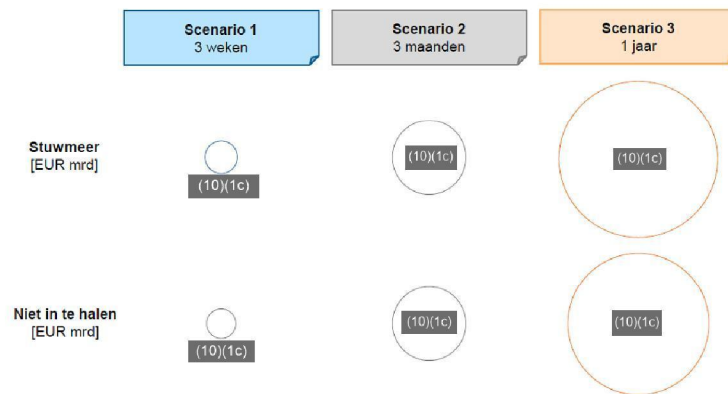 Scenario 1
3 weken
Scenario 2
3 maanden
Scenario 3
1 jaar
Stuwmeer
[EUR mrd]
(10)(1c)
(10)(1c)
(10)(1c)
Niet in te halen
[EUR mrd]
(10)(1c)
(10)(1c)
(10)(1c)